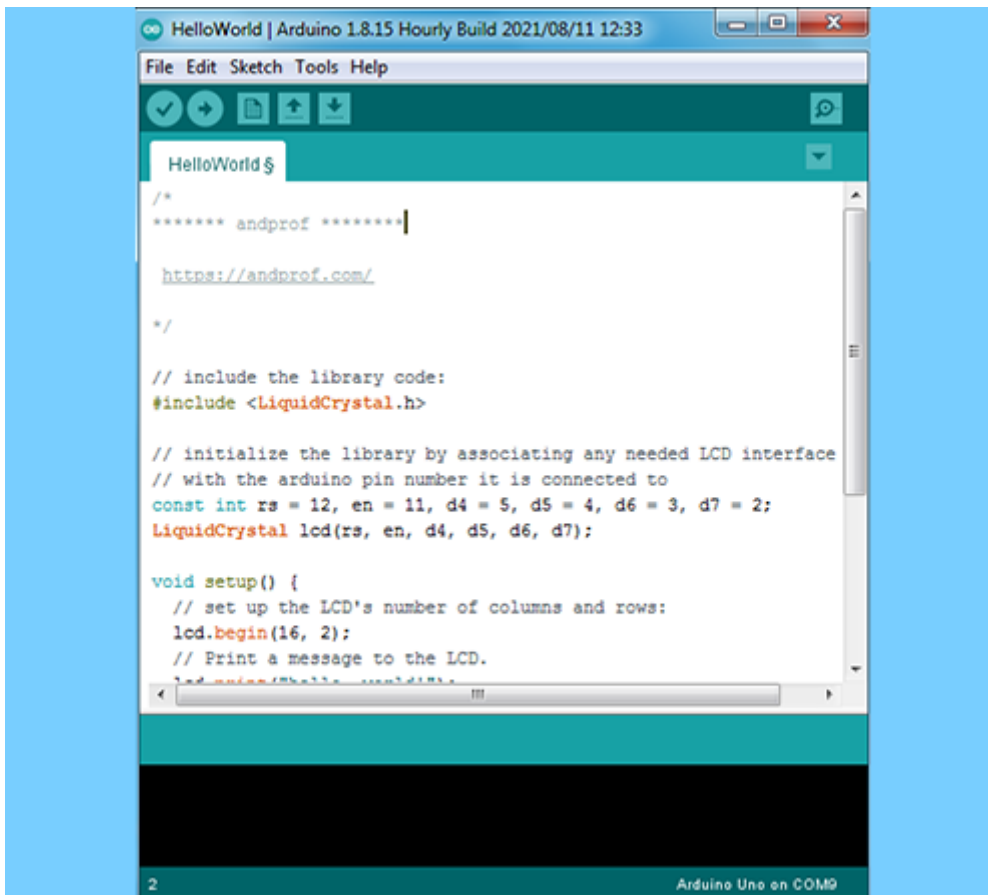 HelloWorld | Arduino 1.8.15 Hourly Build 2021/08/11 12:33
File Edit Sketch Tools Help
HelloWorld §
/*
******* andprof ********
https://andprof.com/
*/
// include the library code:
#include <LiquidCrystal.h>
// initialize the library by associating any needed LCD interface
// with the arduino pin number it is connected to
const int rs = 12, en = 11, d4 = 5, d5 = 4, d6 = 3, d7 = 2;
LiquidCrystal lcd(rs, en, d4, d5, d6, d7);
void setup() {
// set up the LCD's number of columns and rows:
lcd.begin(16, 2);
// Print a message to the LCD.
lcd.print("hello, world!");
2
Arduino Uno on COM9